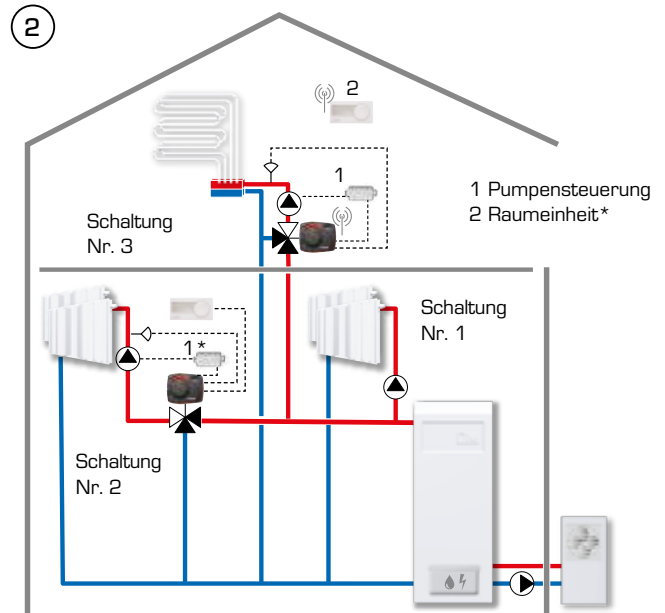 2
2
1
1 Pumpensteuerung
2 Raumeinheit*
Schaltung
Nr. 3
Schaltung
Nr. 1
1*
Schaltung
Nr. 2